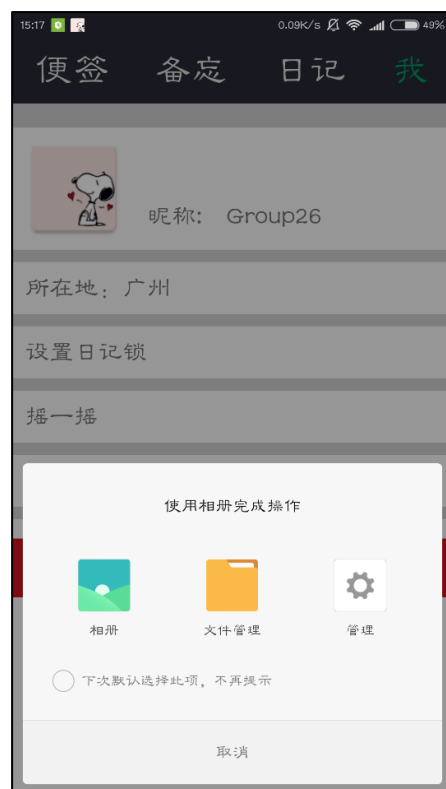 15:17 0.09K/s 49%
便签 备忘 日记 我
昵称: Group26
所在地: 广州
设置日记锁
摇一摇
使用相册完成操作
相册 文件管理 管理
下次默认选择此项, 不再提示
取消